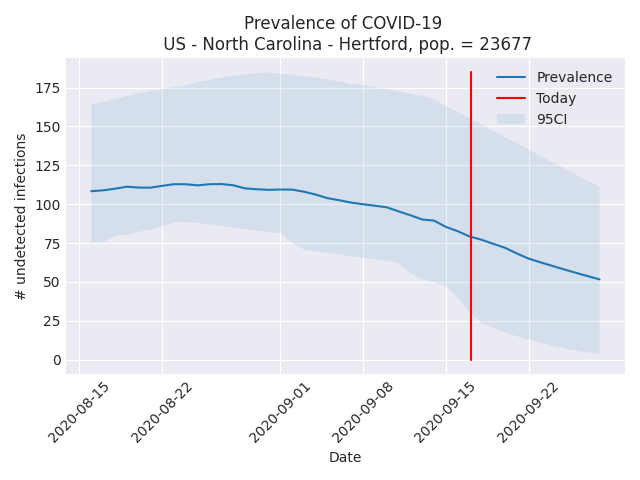 Prevalence of COVID-19
US - North Carolina - Hertford, pop. = 23677
# undetected infections
175
150
125
100
75
50
25
0
Prevalence
Today
95CI
2020-08-15
2020-08-22
2020-09-01
2020-09-08
2020-09-15
2020-09-22
Date